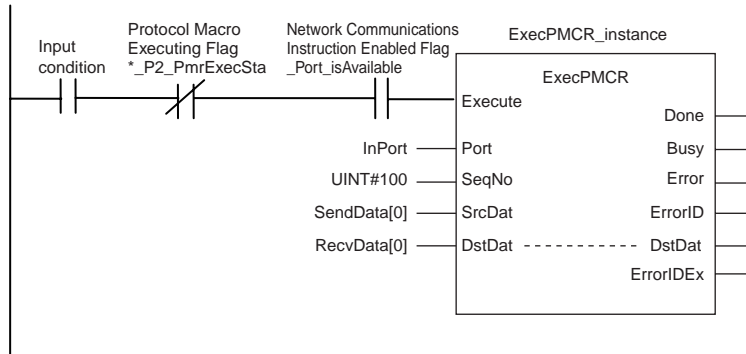 Input
condition
Protocol Macro
Executing Flag
*_P2_PmrExecSta
Network Communications
Instruction Enabled Flag
_Port_isAvailable
ExecPMCR_instance
ExecPMCR
Execute
Done
InPort Port Busy
UINT#100 SeqNo Error
SendData[0] SrcDat ErrorID
RecvData[0] DstDat DstDat
ErrorIDEx